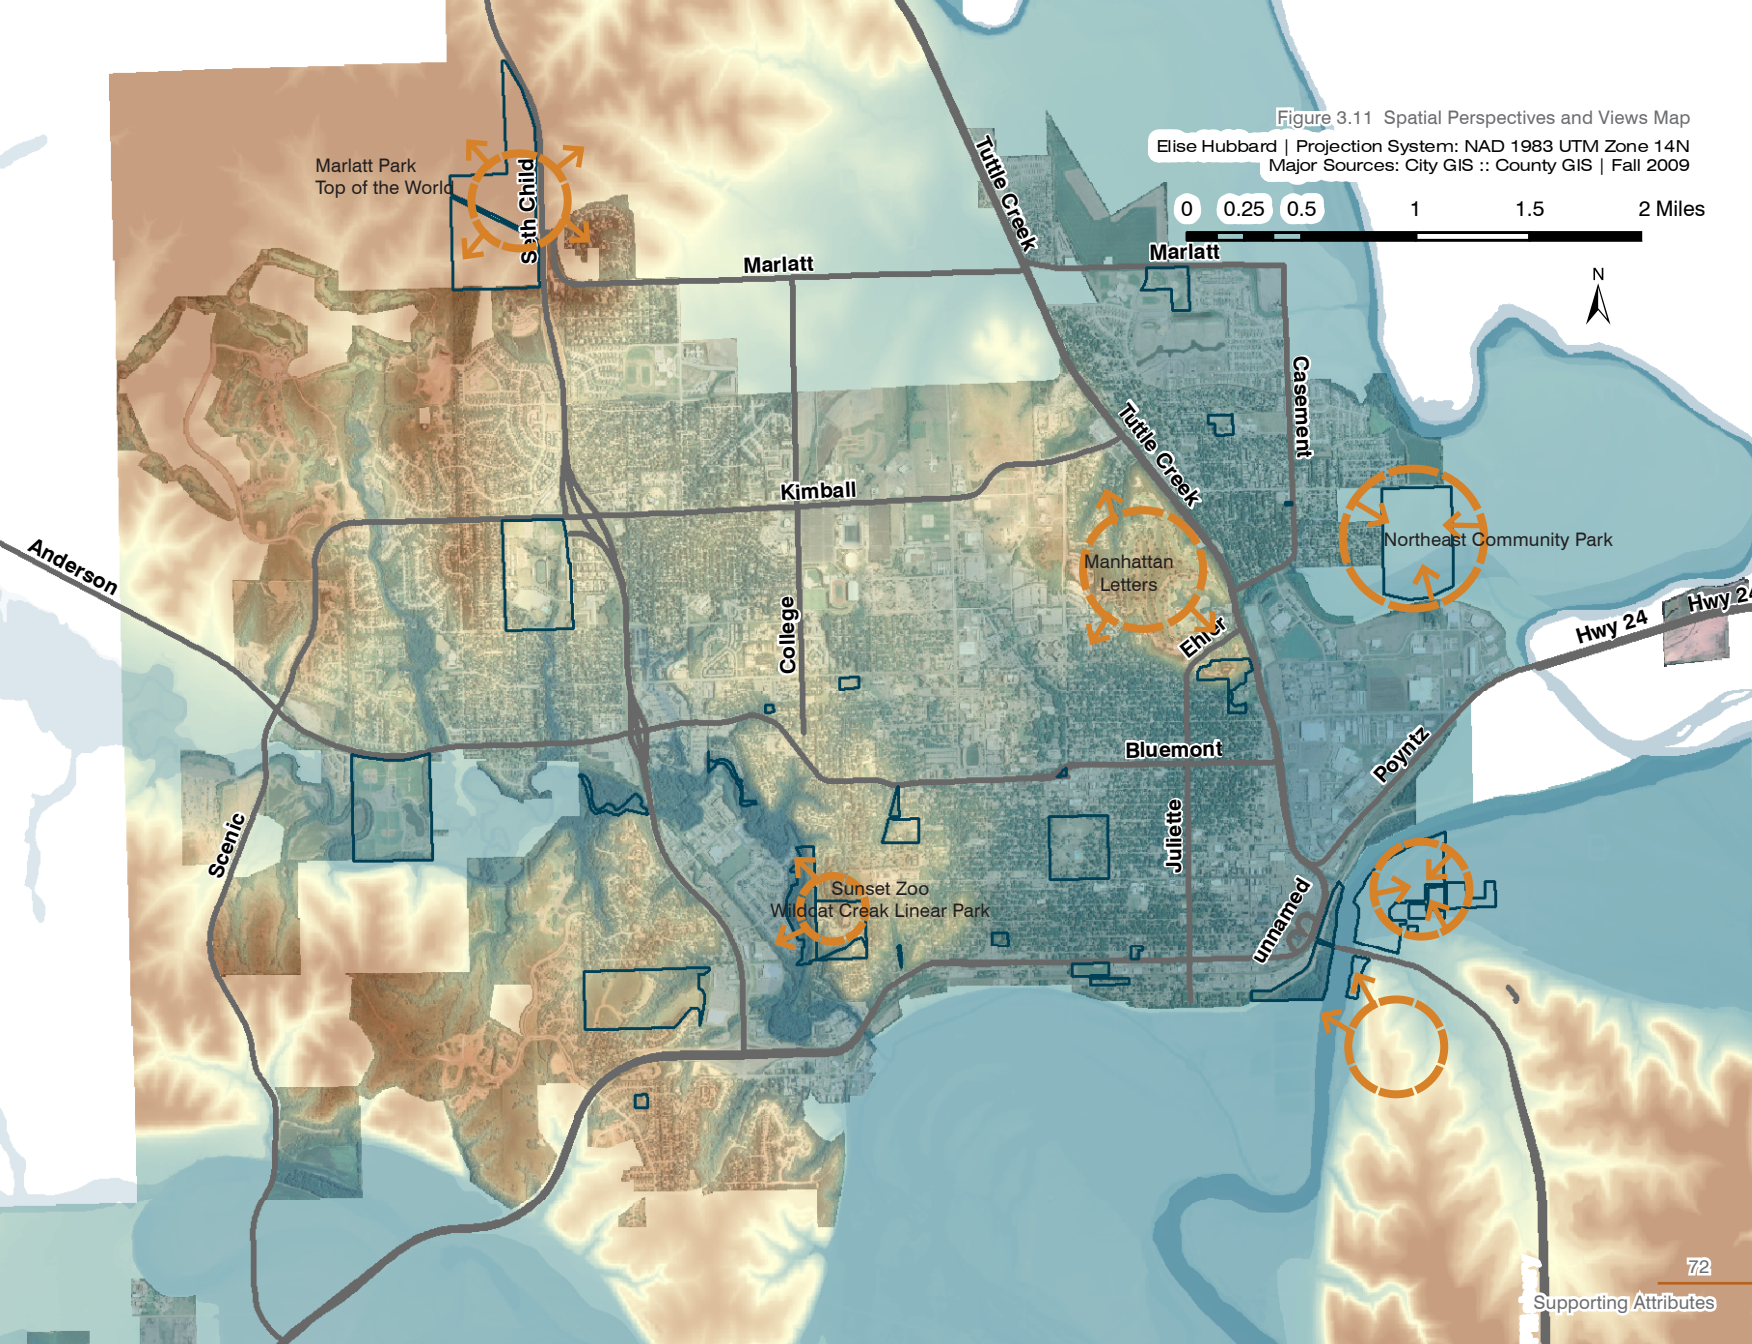 Figure 3.11 Spatial Perspectives and Views Map
Elise Hubbard | Projection System: NAD 1983 UTM Zone 14N
Major Sources: City GIS :: County GIS | Fall 2009
0 0.25 0.5 1 1.5 2 Miles
N
Marlatt Park
Top of the World
Seth Child
Tuttle Creek
Marlatt
Marlatt
Casement
Tuttle Creek
Kimball
Anderson
Northeast Community Park
Manhattan
Letters
College
Ehler
Hwy 24
Hwy 24
Bluemont
Poyntz
Juliette
Scenic
Sunset Zoo
Wildcat Creak Linear Park
unnamed
72
Supporting Attributes